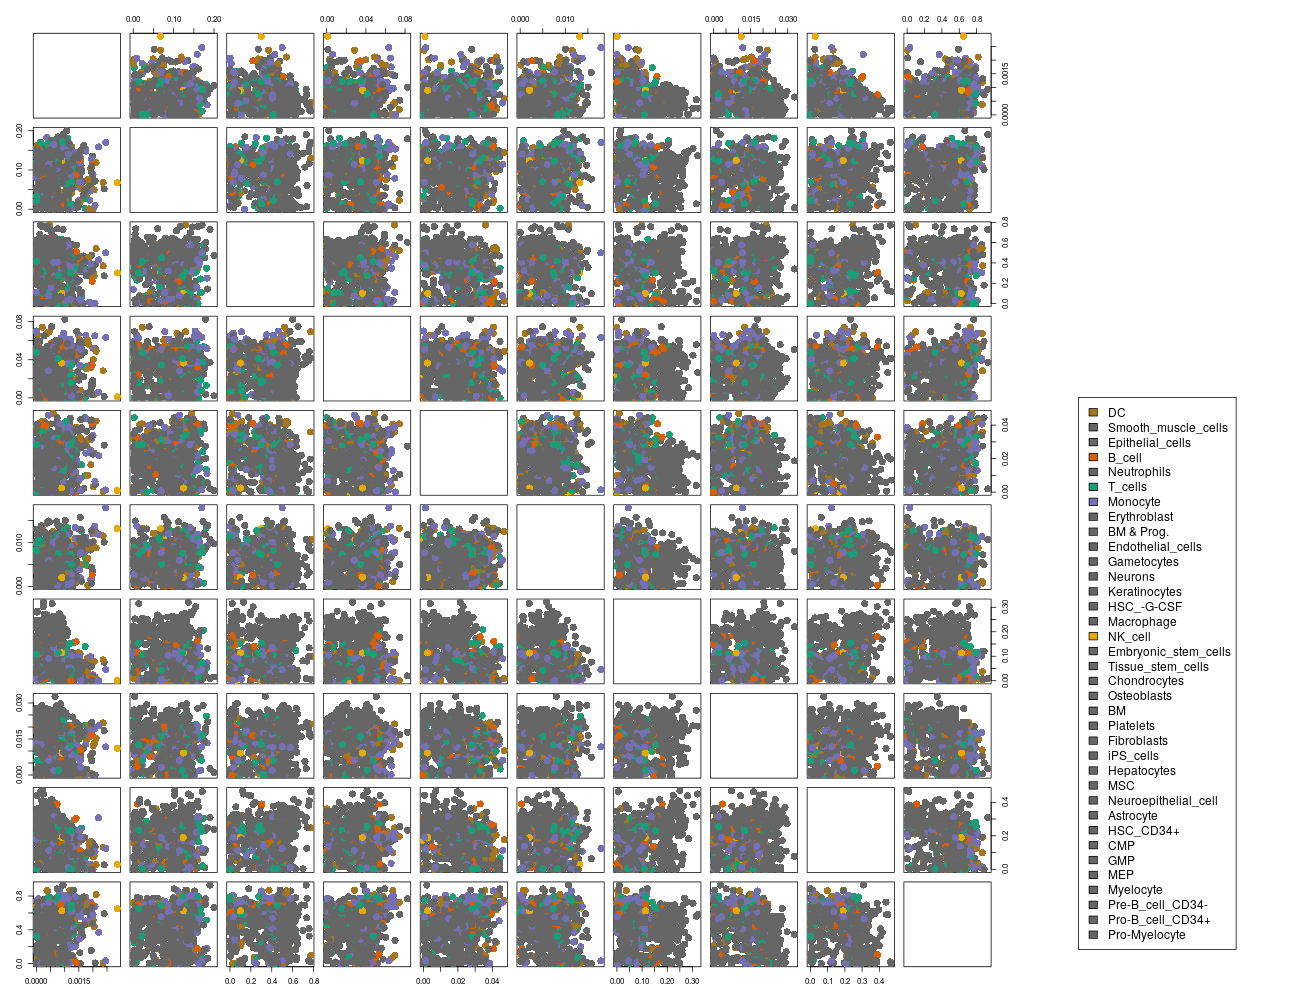 0.00 0.10 0.20 0.00 0.04 0.08 0.000 0.010 0.000 0.015 0.030 0.0 0.2 0.4 0.6 0.8
0.0000 0.0015
0.00 0.10 0.20
0.0 0.2 0.4 0.6 0.8
0.00 0.04 0.08
0.00 0.02 0.04
0.000 0.010
0.00 0.10 0.20 0.30
0.000 0.015 0.030
0.0 0.2 0.4
0.0 0.4 0.8
0.0000 0.0015 0.0 0.2 0.4 0.6 0.8 0.00 0.02 0.04 0.00 0.10 0.20 0.30 0.0 0.1 0.2 0.3 0.4
DC
Smooth_muscle_cells
Epithelial_cells
B_cell
Neutrophils
T_cells
Monocyte
Erythroblast
BM & Prog.
Endothelial_cells
Gametocytes
Neurons
Keratinocytes
HSC_-G-CSF
Macrophage
NK_cell
Embryonic_stem_cells
Tissue_stem_cells
Chondrocytes
Osteoblasts
BM
Platelets
Fibroblasts
iPS_cells
Hepatocytes
MSC
Neuroepithelial_cell
Astrocyte
HSC_CD34+
CMP
GMP
MEP
Myelocyte
Pre-B_cell_CD34-
Pro-B_cell_CD34+
Pro-Myelocyte